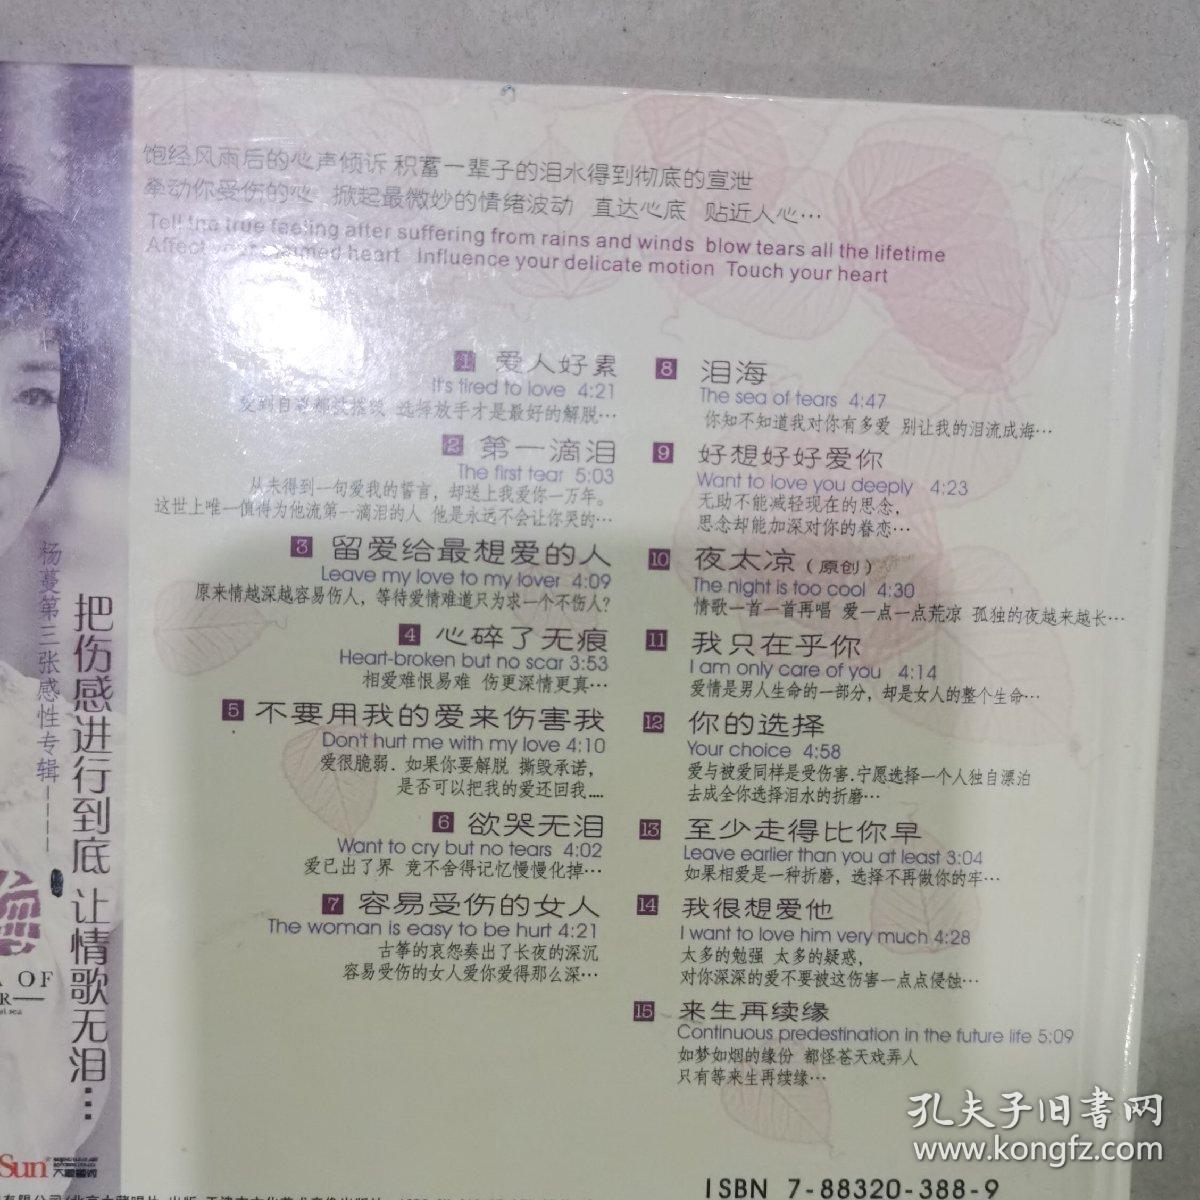 饱经风雨后的心声倾诉 积蓄一辈子的泪水得到彻底的宣泄
牵动你受伤的心 掀起最微妙的情绪波动 直达心底 贴近人心…
Tell the true feeling after suffering from rains and winds blow tears all the lifetime
Affect heart Influence your delicate motion Touch your heart
1 爱人好累
It's tired to love 4:21
选择放手才是最好的解脱…
2 第一滴泪
The first tear 5:03
从未得到一句爱我的誓言，却送上我爱你一万年。
这世上唯一值得为他流第一滴泪的人 他是永远不会让你哭的…
3 留爱给最想爱的人
Leave my love to my lover 4:09
原来情越深越容易伤人，等待爱情难道只为求一个不伤人?
4 心碎了无痕
Heart-broken but no scar 3:53
相爱难恨易难 伤更深情更真…
5 不要用我的爱来伤害我
Don't hurt me with my love 4:10
爱很脆弱. 如果你要解脱 撕毁承诺，
是否可以把我的爱还回我....
6 欲哭无泪
Want to cry but no tears 4:02
爱已出了界 竞不舍得记忆慢慢化掉…
7 容易受伤的女人
The woman is easy to be hurt 4:21
古筝的哀怨奏出了长夜的深沉
容易受伤的女人爱你爱得那么深…
8 泪海
The sea of tears 4:47
你知不知道我对你有多爱 别让我的泪流成海…
9 好想好好爱你
Want to love you deeply 4:23
无助不能减轻现在的思念，
思念却能加深对你的眷恋…
10 夜太凉（原创）
The night is too cool 4:30
情歌一首一首再唱 爱一点一点荒凉 孤独的夜越来越长…
11 我只在乎你
I am only care of you 4:14
爱情是男人生命的一部分，却是女人的整个生命…
12 你的选择
Your choice 4:58
爱与被爱同样是受伤害.宁愿选择一个人独自漂泊
去成全你选择泪水的折磨…
13 至少走得比你早
Leave earlier than you at least 3:04
如果相爱是一种折磨，选择不再做你的牢…
14 我很想爱他
I want to love him very much 4:28
太多的勉强 太多的疑惑，
对你深深的爱不要被这伤害一点点侵蚀…
15 来生再续缘
Continuous predestination in the future life 5:09
如梦如烟的缘份 都怪苍天戏弄人
只有等来生再续缘…
杨蔓第三张感性专辑————
把伤感进行到底 让情歌无泪…
OF
R——
Sun
ISBN 7-88320-388-9
孔夫子旧书网
www.kongfz.com